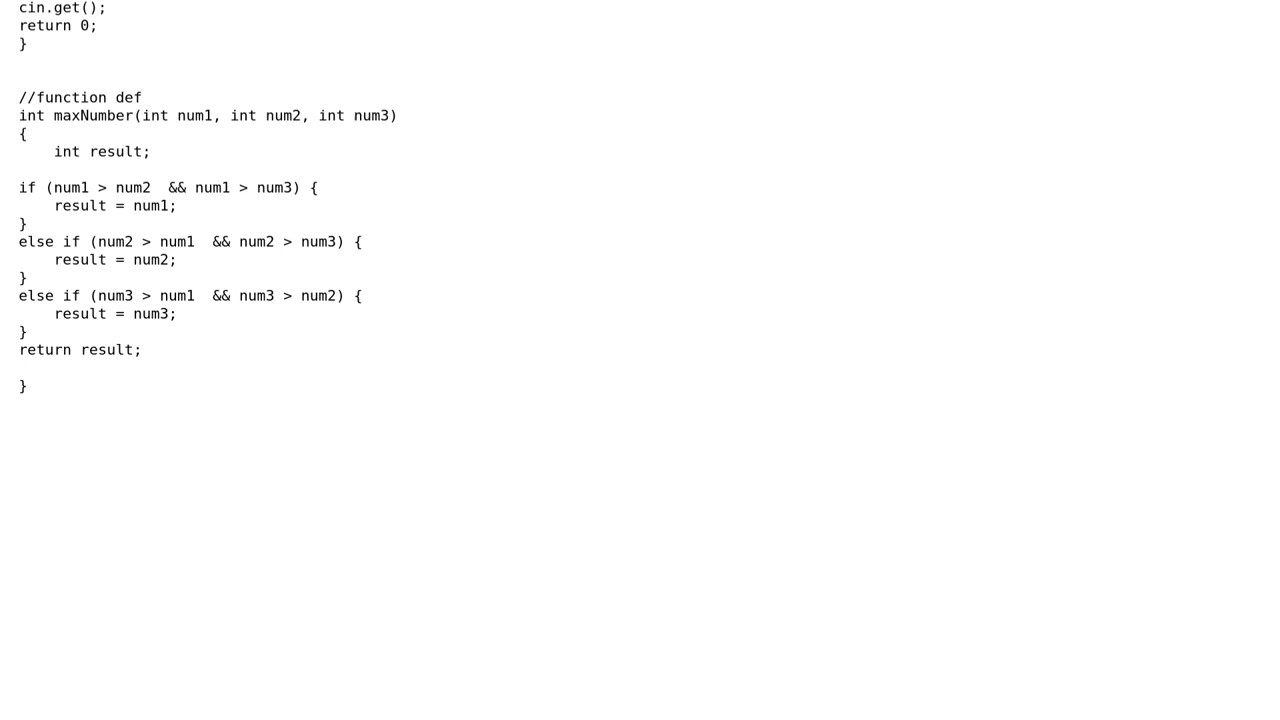 cin.get();
return 0;
}
//function def
int maxNumber(int num1, int num2, int num3)
{
    int result;
if (num1 > num2  && num1 > num3) {
    result = num1;
}
else if (num2 > num1  && num2 > num3) {
    result = num2;
}
else if (num3 > num1  && num3 > num2) {
    result = num3;
}
return result;
}